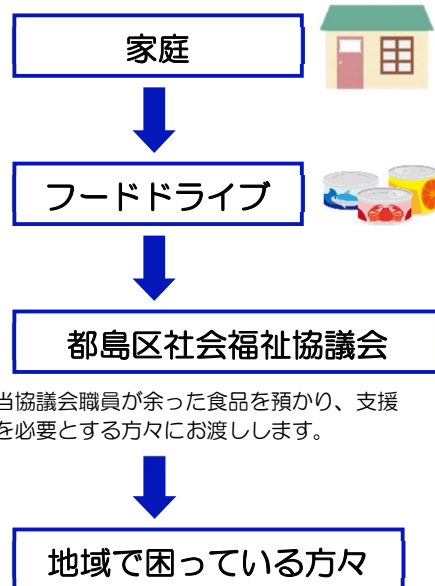 家庭
フードドライブ
都島区社会福祉協議会
当協議会職員が余った食品を預かり、支援
を必要とする方々にお渡しします。
地域で困っている方々